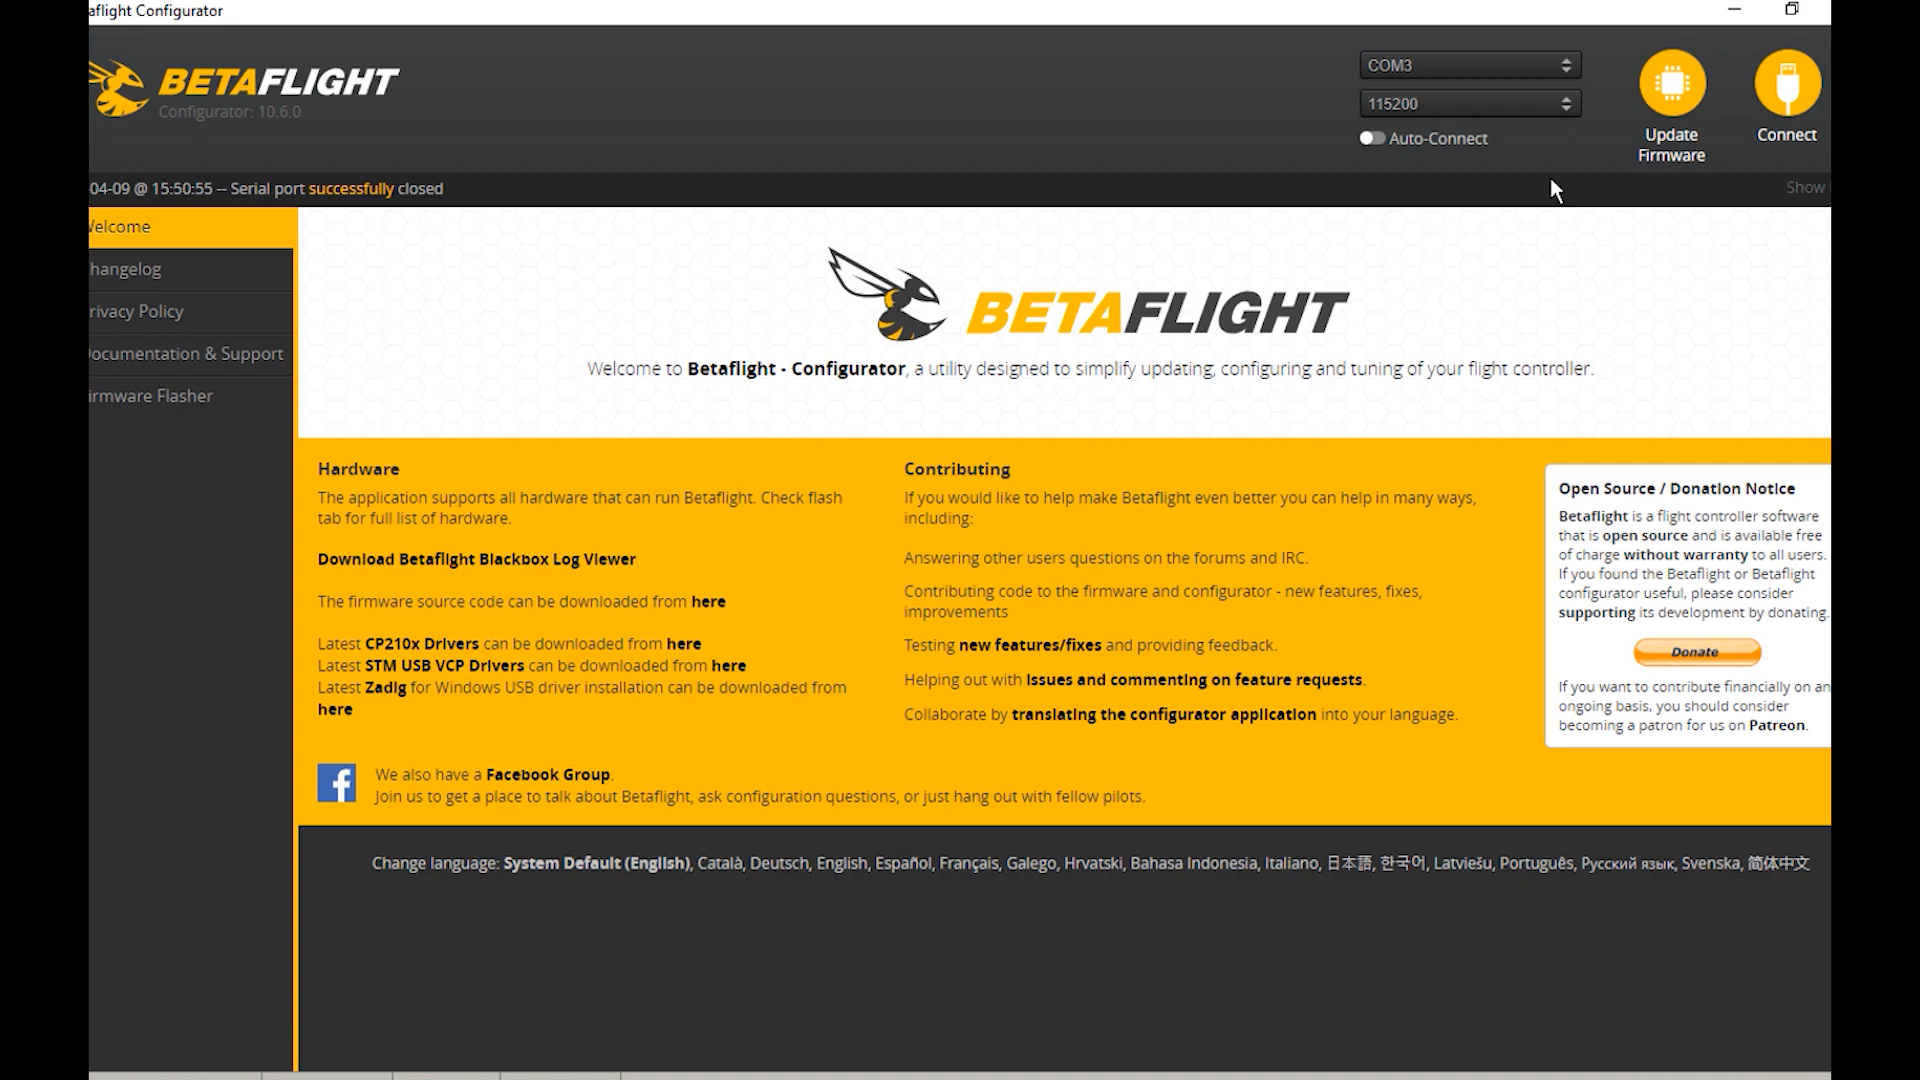 aflight Configurator
BETAFLIGHT
Configurator: 10.6.0
COM3
115200
Auto-Connect
Update
Firmware
Connect
04-09 @ 15:50:55 -- Serial port successfully closed
Show
Welcome
hangelog
rivacy Policy
Documentation & Support
irmware Flasher
BETAFLIGHT
Welcome to Betaflight - Configurator, a utility designed to simplify updating, configuring and tuning of your flight controller.
Hardware
The application supports all hardware that can run Betaflight. Check flash
tab for full list of hardware.
Download Betaflight Blackbox Log Viewer
The firmware source code can be downloaded from here
Latest CP210x Drivers can be downloaded from here
Latest STM USB VCP Drivers can be downloaded from here
Latest Zadig for Windows USB driver installation can be downloaded from
here
Contributing
If you would like to help make Betaflight even better you can help in many ways,
including:
Answering other users questions on the forums and IRC.
Contributing code to the firmware and configurator - new features, fixes,
improvements
Testing new features/fixes and providing feedback.
Helping out with issues and commenting on feature requests.
Collaborate by translating the configurator application into your language.
Open Source / Donation Notice
Betaflight is a flight controller software
that is open source and is available free
of charge without warranty to all users.
If you found the Betaflight or Betaflight
configurator useful, please consider
supporting its development by donating.
Donate
If you want to contribute financially on an
ongoing basis, you should consider
becoming a patron for us on Patreon.
We also have a Facebook Group.
Join us to get a place to talk about Betaflight, ask configuration questions, or just hang out with fellow pilots.
Change language: System Default (English), Català, Deutsch, English, Español, Français, Galego, Hrvatski, Bahasa Indonesia, Italiano, 日本語, 한국어, Latviešu, Português, Русский язык, Svenska, 简体中文